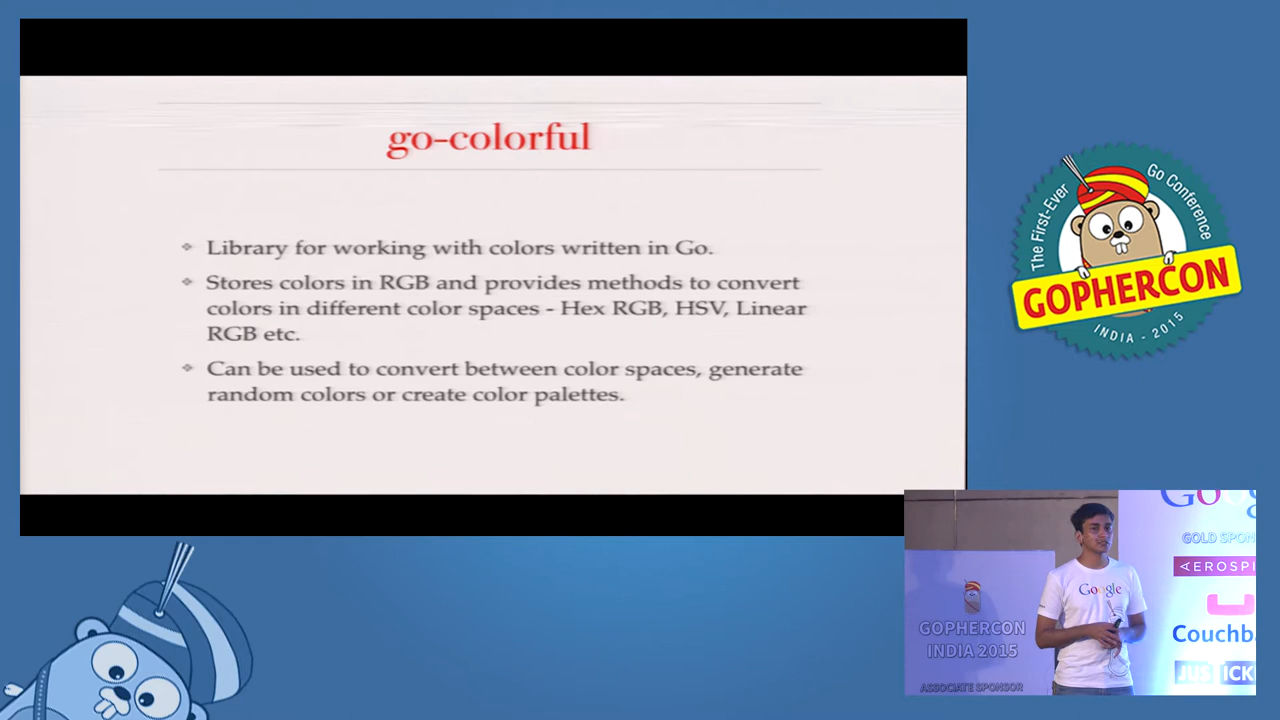 go-colorful
Library for working with colors written in Go.
Stores colors in RGB and provides methods to convert
colors in different color spaces - Hex RGB, HSV, Linear
RGB etc.
Can be used to convert between color spaces, generate
random colors or create color palettes.
The First-Ever
Go Conference
GOPHERCON
INDIA - 2015
Google
GOLD SPON
AEROSPI
Couchba
Google
GOPHERCON
INDIA 2015
ASSOCIATE SPONSOR